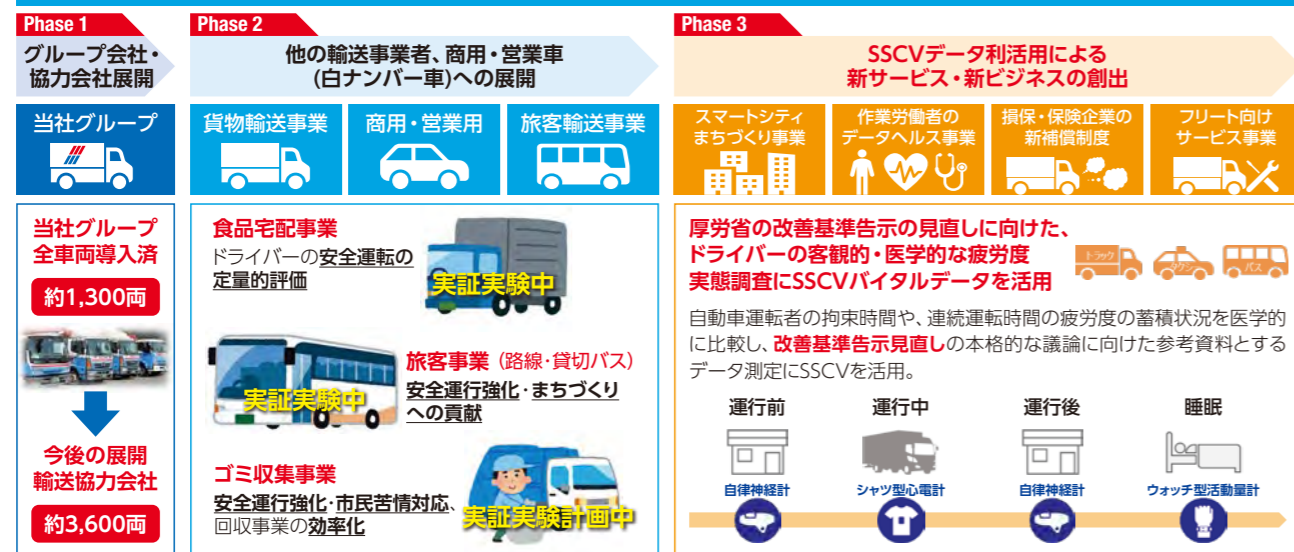 Phase 1
グループ会社・
協力会社展開
当社グループ
当社グループ
全車両導入済
約1,300両
今後の展開
輸送協力会社
約3,600両
Phase 2
他の輸送事業者、商用・営業車
(白ナンバー車)への展開
貨物輸送事業
商用・営業用
旅客輸送事業
食品宅配事業
ドライバーの安全運転の
定量的評価
実証実験中
旅客事業（路線・貸切バス）
安全運行強化・まちづくり
への貢献
実証実験中
ゴミ収集事業
安全運行強化・市民苦情対応、
回収事業の効率化
実証実験計画中
Phase 3
SSCVデータ利活用による
新サービス・新ビジネスの創出
スマートシティ
まちづくり事業
作業労働者の
データヘルス事業
損保・保険企業の
新補償制度
フリート向け
サービス事業
厚労省の改善基準告示の見直しに向けた、
ドライバーの客観的・医学的な疲労度
実態調査にSSCVバイタルデータを活用
トラック
タクシー
バス
自動車運転者の拘束時間や、連続運転時間の疲労度の蓄積状況を医学的
に比較し、改善基準告示見直しの本格的な議論に向けた参考資料とする
データ測定にSSCVを活用。
運行前
運行中
運行後
睡眠
自律神経計
シャツ型心電計
自律神経計
ウォッチ型活動量計